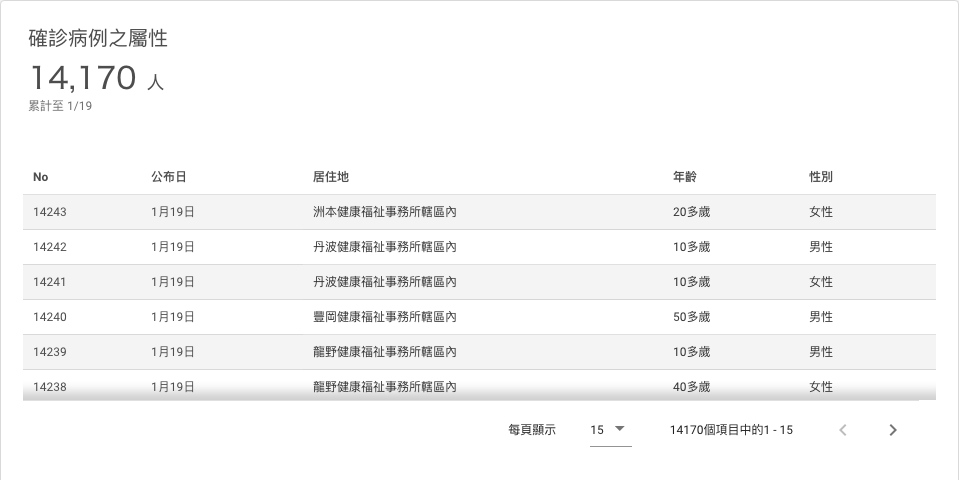 確診病例之屬性
14,170 人
累計至 1/19
No 公布日 居住地 年齡 性別
14243 1月19日 洲本健康福祉事務所轄區內 20多歲 女性
14242 1月19日 丹波健康福祉事務所轄區內 10多歲 男性
14241 1月19日 丹波健康福祉事務所轄區內 10多歲 女性
14240 1月19日 豐岡健康福祉事務所轄區內 50多歲 男性
14239 1月19日 龍野健康福祉事務所轄區內 10多歲 男性
14238 1月19日 龍野健康福祉事務所轄區內 40多歲 女性
每頁顯示 15 14170個項目中的1 - 15